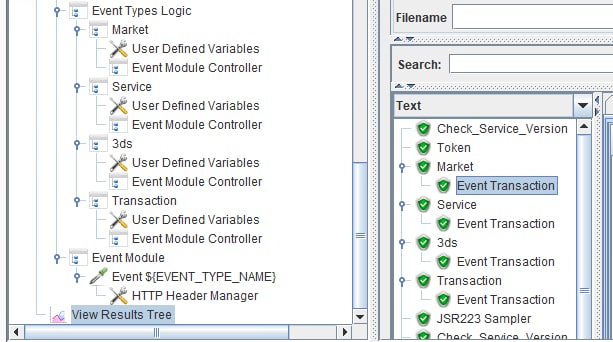 Event Types Logic
Market
User Defined Variables
Event Module Controller
Service
User Defined Variables
Event Module Controller
3ds
User Defined Variables
Event Module Controller
Transaction
User Defined Variables
Event Module Controller
Event Module
Event ${EVENT_TYPE_NAME}
HTTP Header Manager
View Results Tree
Filename
Search:
Text
Check_Service_Version
Token
Market
Event Transaction
Service
Event Transaction
3ds
Event Transaction
Transaction
Event Transaction
JSR223 Sampler
Check_Service_Version